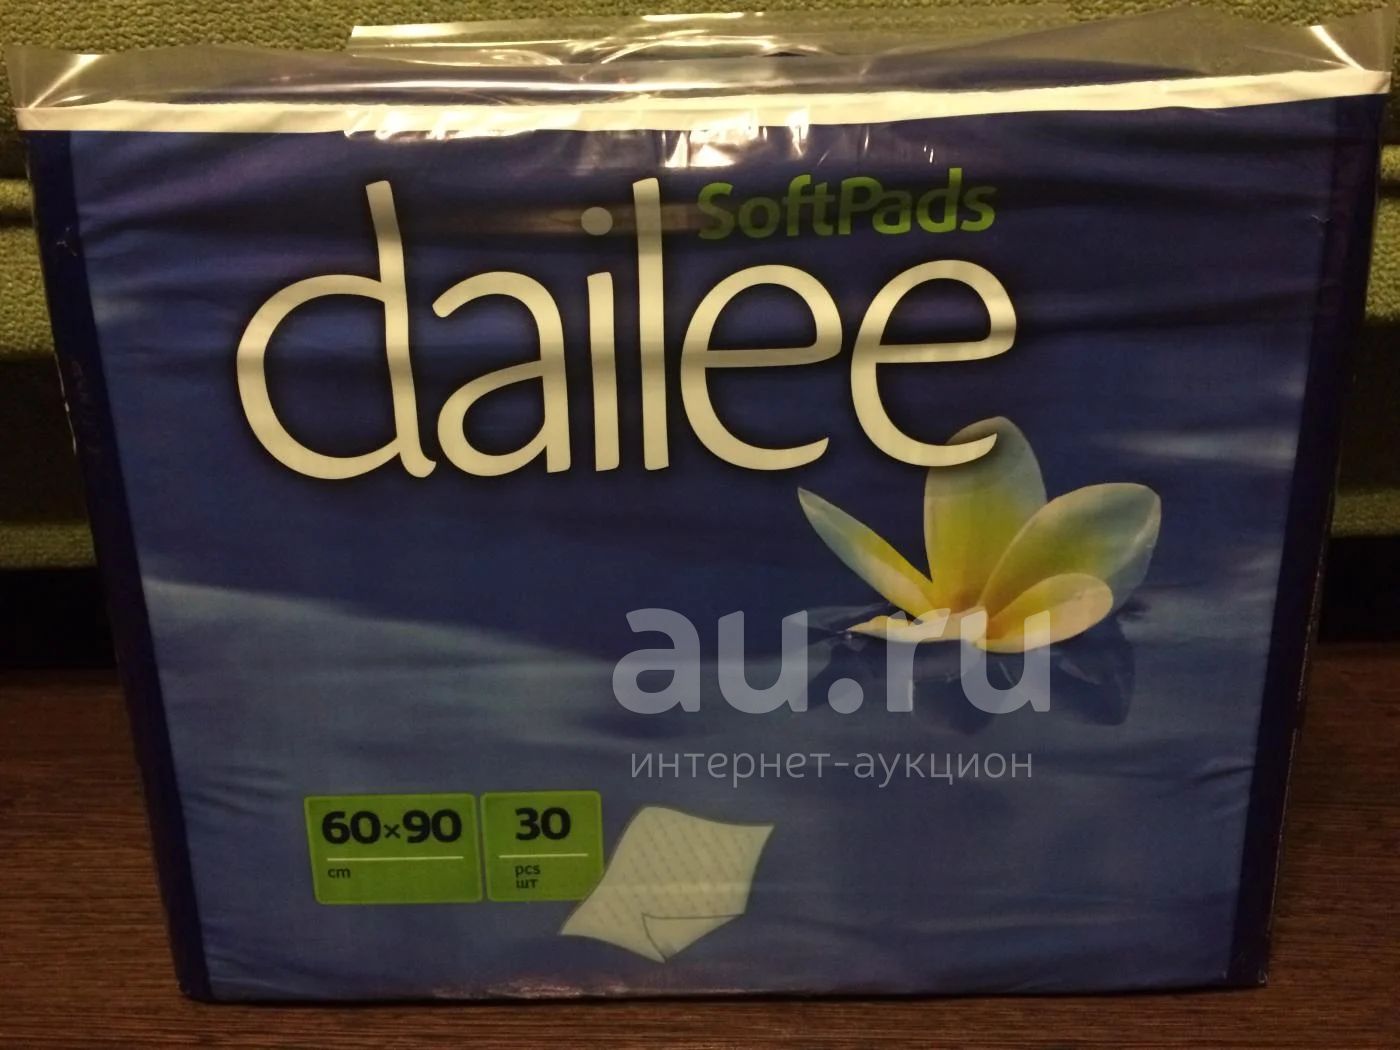 SoftPads
dailee
au.ru
интернет-аукцион
60×90
cm
30
pcs
шт